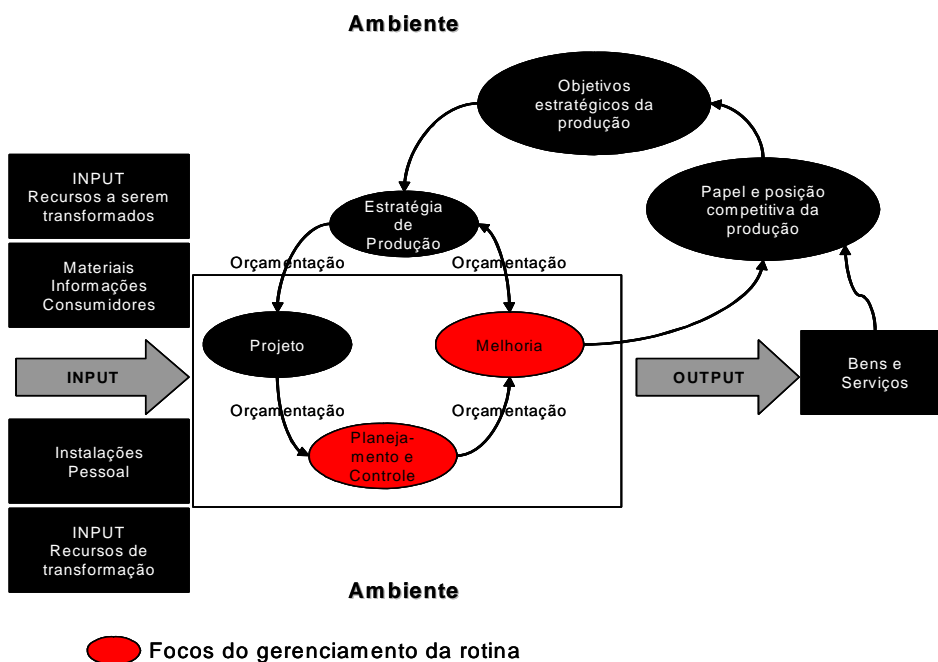 Ambiente
Objetivos
estratégicos da
produção
INPUT
Recursos a serem
transformados
Papel e posição
competitiva da
produção
Estratégia
de
Produção
Orçamentação
Orçamentação
Materiais
Informações
Consumidores
Projeto
Melhoria
INPUT
OUTPUT
Bens e
Serviços
Orçamentação
Orçamentação
Planeja-
mento e
Controle
Instalações
Pessoal
INPUT
Recursos de
transformação
Ambiente
Focos do gerenciamento da rotina